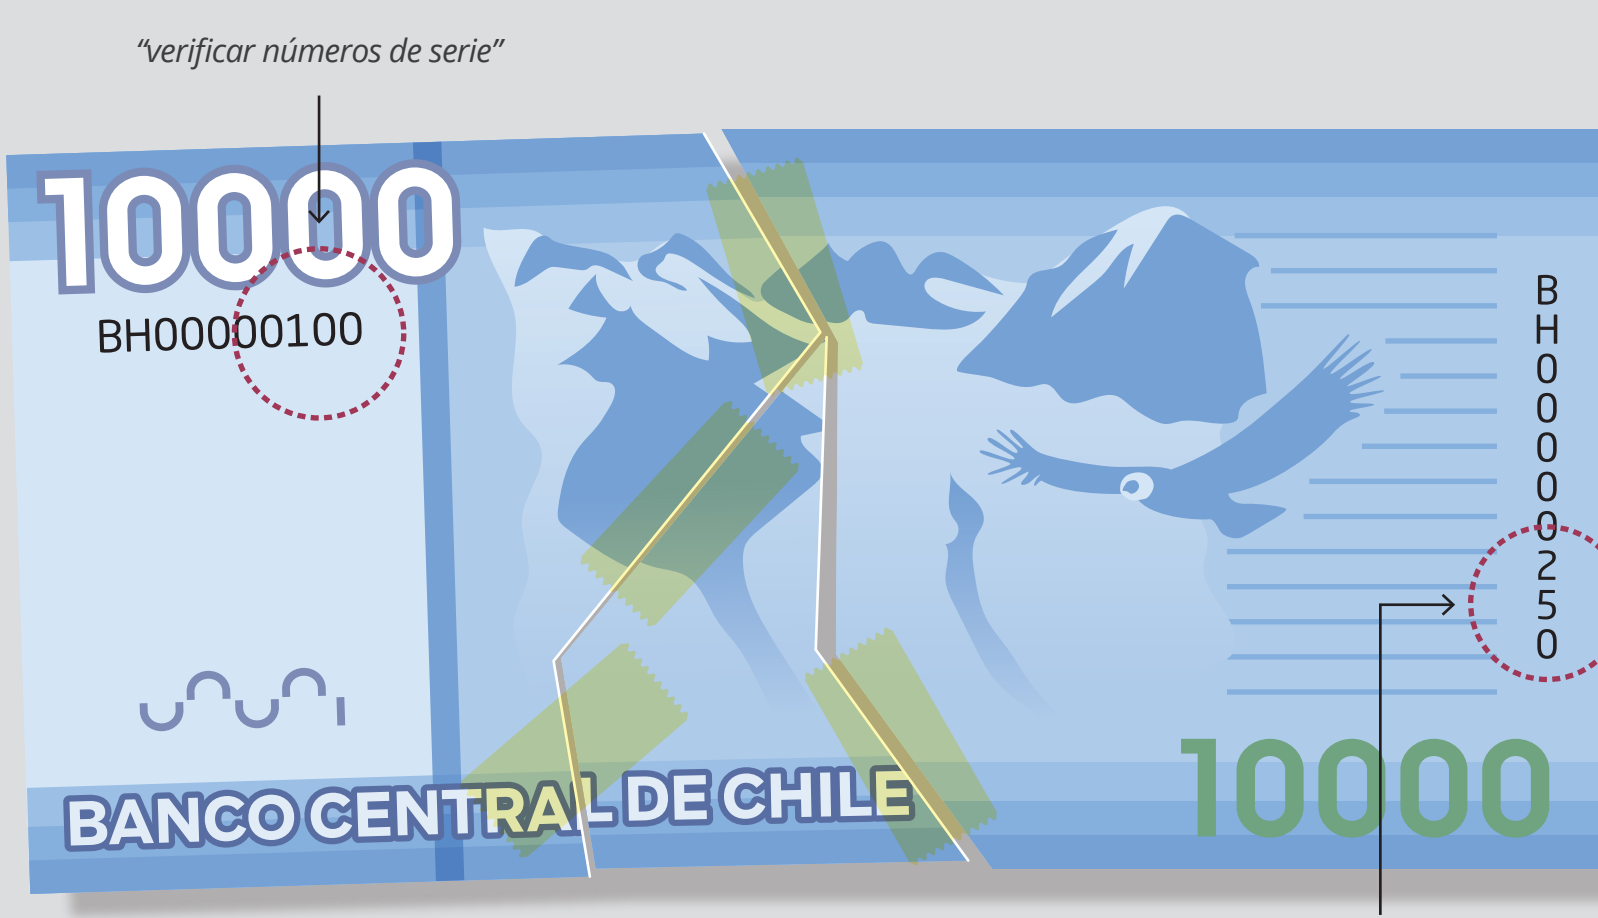 “verificar números de serie”
10000
BH00000100
BH00000250
BANCO CENTRAL DE CHILE
10000